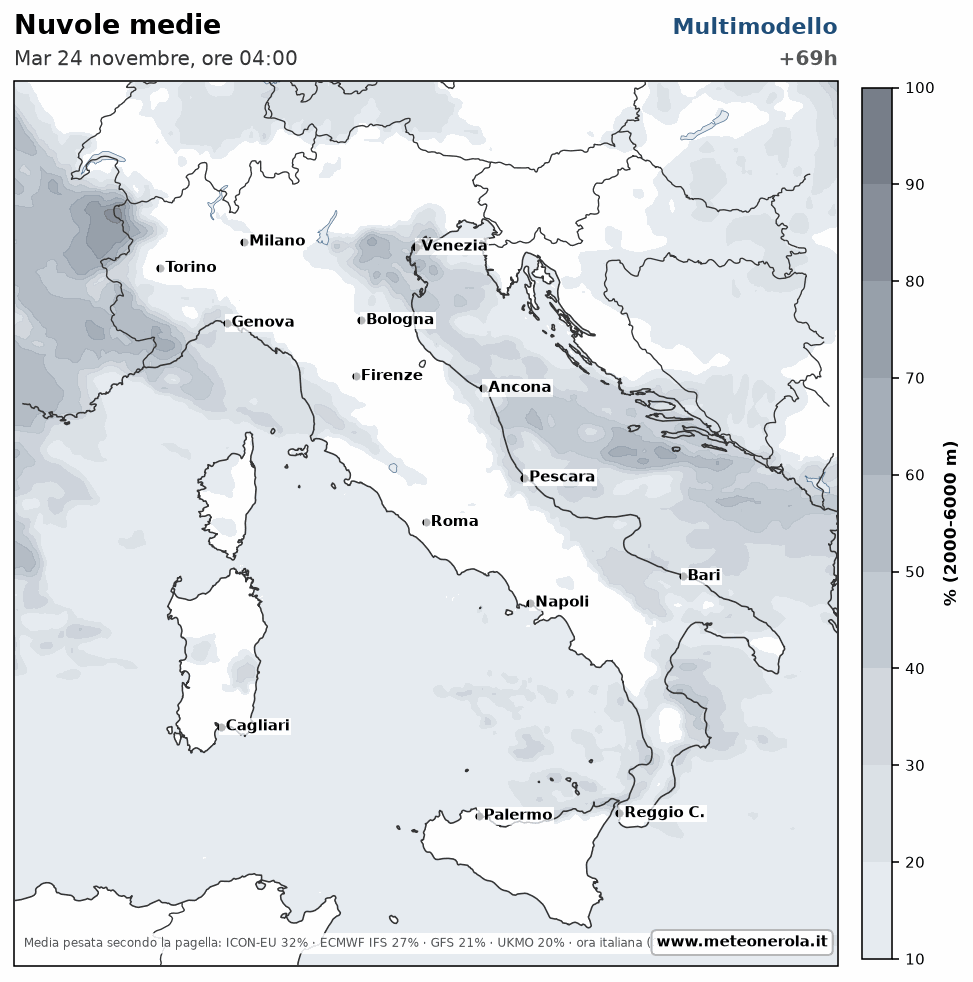 Nuvole medie
Multimodello
Mar 24 novembre, ore 04:00
+69h
Milano
Venezia
Torino
Genova
Bologna
Firenze
Ancona
Pescara
Roma
Bari
Napoli
Cagliari
Palermo
Reggio C.
Media pesata secondo la pagella: ICON-EU 32% · ECMWF IFS 27% · GFS 21% · UKMO 20% · ora italiana (
www.meteonerola.it
100
90
80
70
60
50
40
30
20
10
% (2000-6000 m)